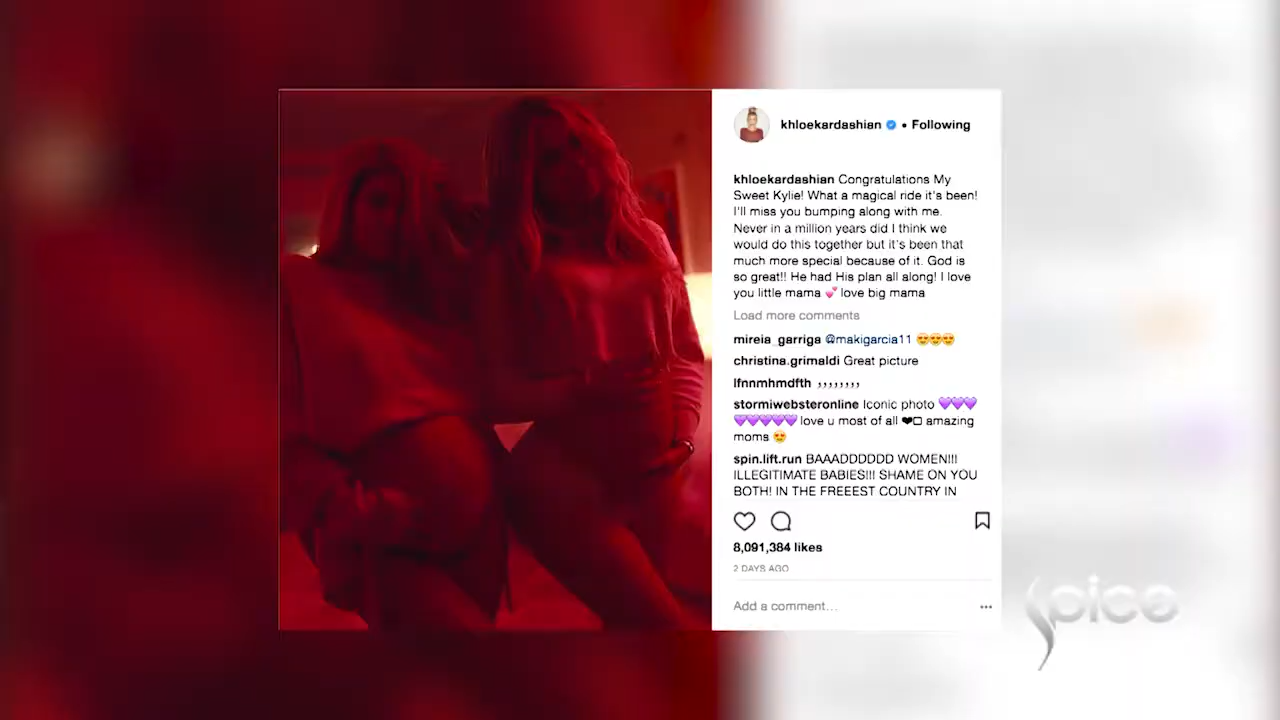 khloekardashian • Following
khloekardashian Congratulations My
Sweet Kylie! What a magical ride it's been!
I'll miss you bumping along with me.
Never in a million years did I think we
would do this together but it's been that
much more special because of it. God is
so great!! He had His plan all along! I love
you little mama 💕 love big mama
Load more comments
mireia_garriga @makigarcia11 😍😍😍
christina.grimaldi Great picture
lfnnmhmdfth ,,,,,,,,
stormiwebsteronline Iconic photo 💜💜💜
💜💜💜💜💜 love u most of all ❤□ amazing
moms 😍
spin.lift.run BAAADDDDDD WOMEN!!!
ILLEGITIMATE BABIES!!! SHAME ON YOU
BOTH! IN THE FREEEST COUNTRY IN
8,091,384 likes
2 DAYS AGO
Add a comment...
spice